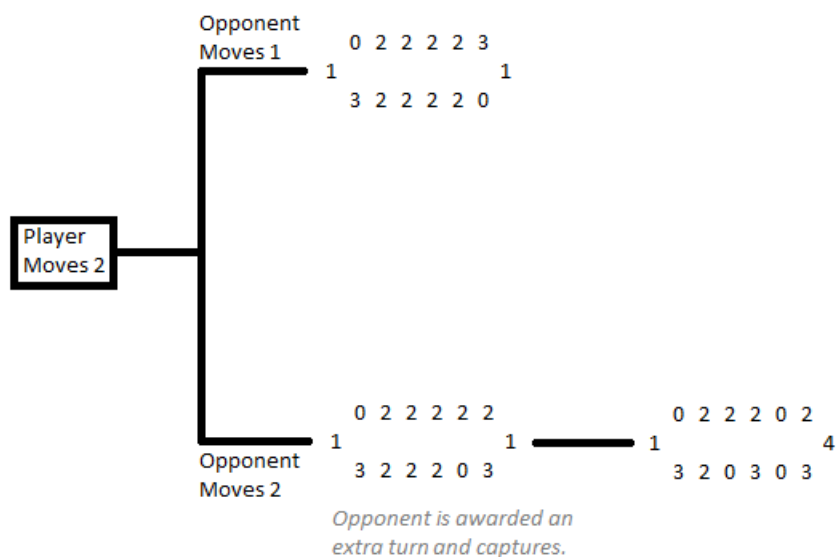 Opponent
Moves 1
0 2 2 2 2 3
1 1
3 2 2 2 2 0
Player
Moves 2
0 2 2 2 2 2
1 1
3 2 2 2 0 3
0 2 2 2 0 2
1 4
3 2 0 3 0 3
Opponent
Moves 2
Opponent is awarded an
extra turn and captures.